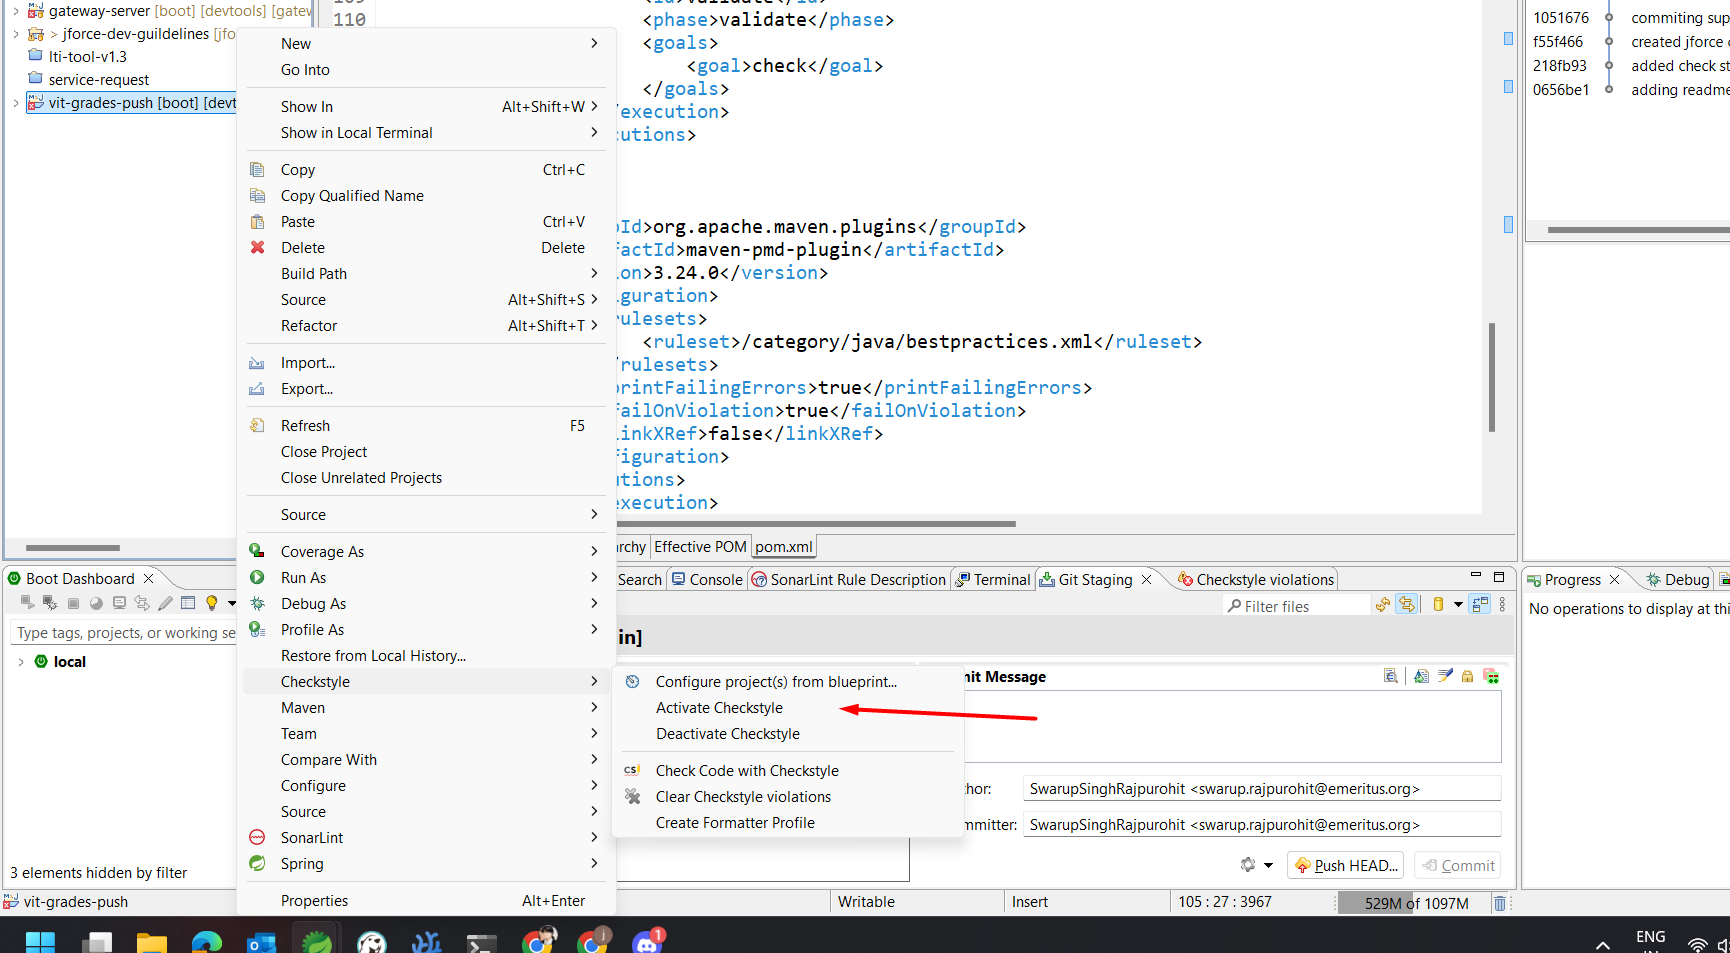 gateway-server [boot] [devtools] [gatew
> jforce-dev-guildelines [jfo
lti-tool-v1.3
service-request
vit-grades-push [boot] [devt
New
Go Into
Show In Alt+Shift+W
Show in Local Terminal
Copy Ctrl+C
Copy Qualified Name
Paste Ctrl+V
Delete Delete
Build Path
Source Alt+Shift+S
Refactor Alt+Shift+T
Import...
Export...
Refresh F5
Close Project
Close Unrelated Projects
Source
Coverage As
Run As
Debug As
Profile As
Restore from Local History...
Checkstyle
Maven
Team
Compare With
Configure
Source
SonarLint
Spring
Properties Alt+Enter
Configure project(s) from blueprint...
Activate Checkstyle
Deactivate Checkstyle
Check Code with Checkstyle
Clear Checkstyle violations
Create Formatter Profile
110 <phase>validate</phase>
<goals>
<goal>check</goal>
</goals>
/execution>
cutions>
pId>org.apache.maven.plugins</groupId>
factId>maven-pmd-plugin</artifactId>
ion>3.24.0</version>
iguration>
rulesets>
<ruleset>/category/java/bestpractices.xml</ruleset>
/rulesets>
printFailingErrors>true</printFailingErrors>
failOnViolation>true</failOnViolation>
linkXRef>false</linkXRef>
figuration>
utions>
execution>
archy Effective POM pom.xml
1051676 commiting sup
f55f466 created jforce c
218fb93 added check st
0656be1 adding readme
Boot Dashboard
Type tags, projects, or working se
local
3 elements hidden by filter
Search Console SonarLint Rule Description Terminal Git Staging Checkstyle violations
Filter files
in]
nit Message
hor: SwarupSinghRajpurohit <swarup.rajpurohit@emeritus.org>
mmitter: SwarupSinghRajpurohit <swarup.rajpurohit@emeritus.org>
Push HEAD... Commit
Progress Debug
No operations to display at thi
vit-grades-push Writable Insert 105 : 27 : 3967 529M of 1097M
1
ENG